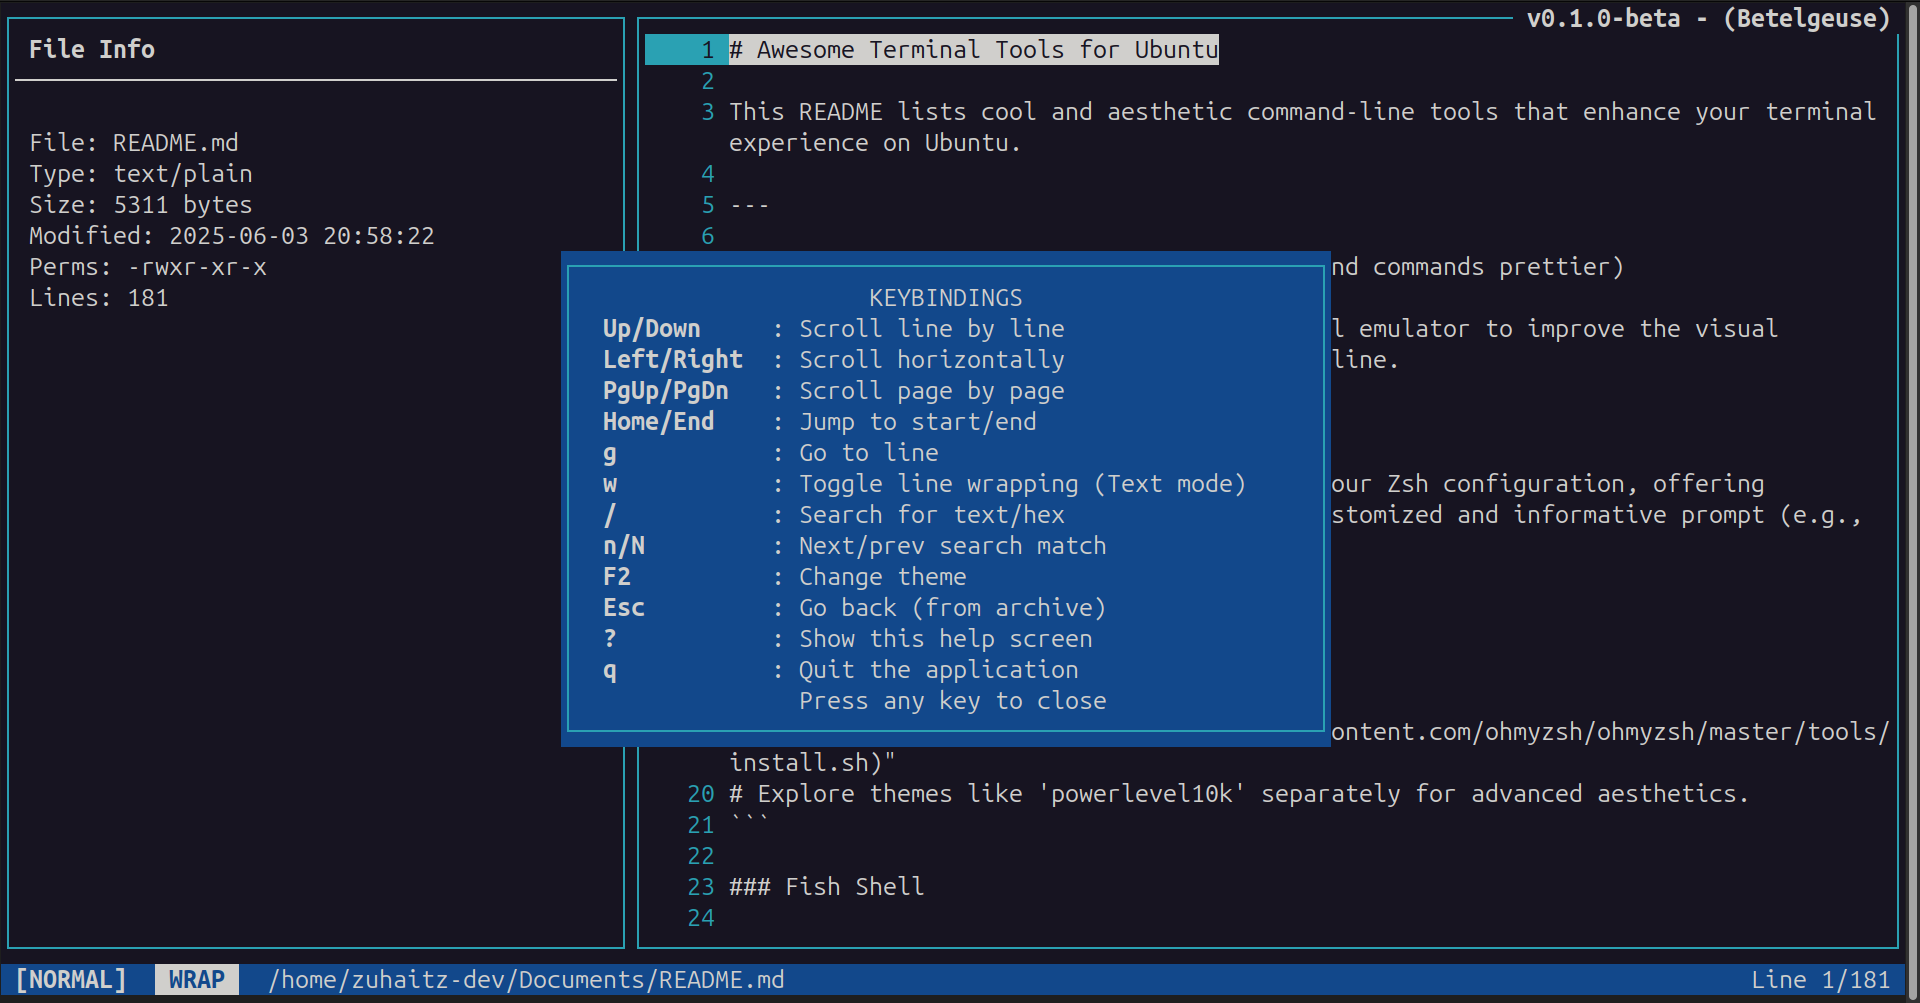 v0.1.0-beta - (Betelgeuse)
File Info
File: README.md
Type: text/plain
Size: 5311 bytes
Modified: 2025-06-03 20:58:22
Perms: -rwxr-xr-x
Lines: 181
1 # Awesome Terminal Tools for Ubuntu
2
3 This README lists cool and aesthetic command-line tools that enhance your terminal
experience on Ubuntu.
4
5 ---
6
nd commands prettier)
l emulator to improve the visual
line.
our Zsh configuration, offering
stomized and informative prompt (e.g.,
ontent.com/ohmyzsh/ohmyzsh/master/tools/
install.sh)"
20 # Explore themes like 'powerlevel10k' separately for advanced aesthetics.
21 ```
22
23 ### Fish Shell
24
KEYBINDINGS
Up/Down : Scroll line by line
Left/Right : Scroll horizontally
PgUp/PgDn : Scroll page by page
Home/End : Jump to start/end
g : Go to line
w : Toggle line wrapping (Text mode)
/ : Search for text/hex
n/N : Next/prev search match
F2 : Change theme
Esc : Go back (from archive)
? : Show this help screen
q : Quit the application
Press any key to close
[NORMAL] WRAP /home/zuhaitz-dev/Documents/README.md Line 1/181